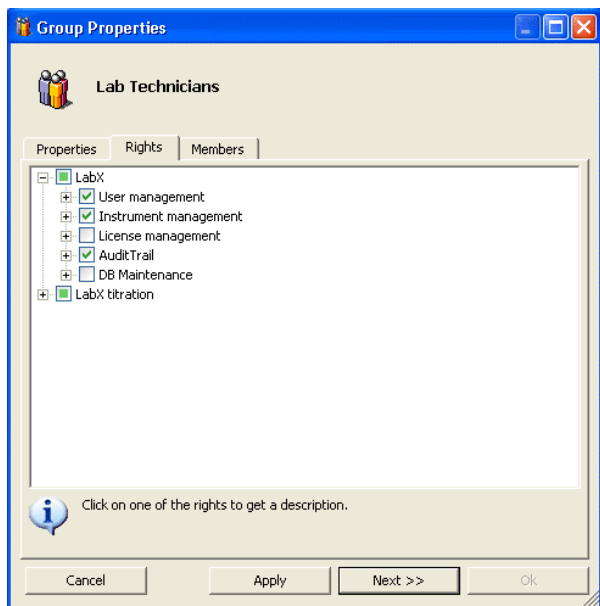 Group Properties
Lab Technicians
Properties Rights Members
LabX
User management
Instrument management
License management
AuditTrail
DB Maintenance
LabX titration
Click on one of the rights to get a description.
Cancel Apply Next >> Ok